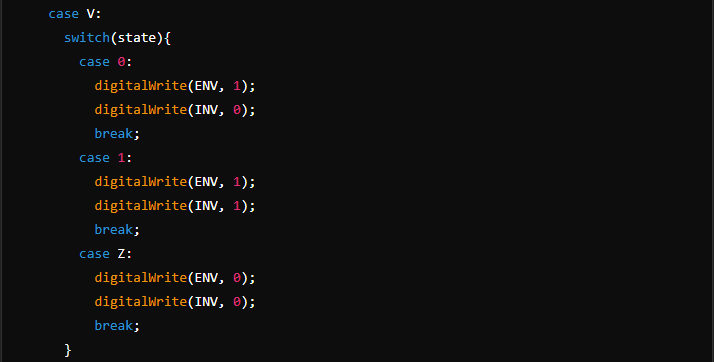 case V:
switch(state){
case 0:
digitalWrite(ENV, 1);
digitalWrite(INV, 0);
break;
case 1:
digitalWrite(ENV, 1);
digitalWrite(INV, 1);
break;
case Z:
digitalWrite(ENV, 0);
digitalWrite(INV, 0);
break;
}